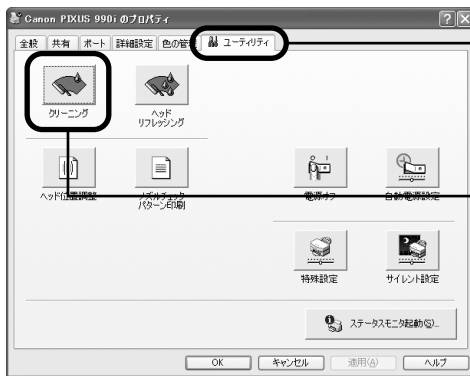 Canon PIXUS 990i のプロパティ
全般 共有 ポート 詳細設定 色の管理 ユーティリティ
クリーニング
ヘッド
リフレッシング
ヘッド位置調整
ノズルチェック
パターン印刷
電源オフ
自動電源設定
特殊設定
サイレント設定
ステータスモニタ起動(S)...
OK キャンセル 適用(A) ヘルプ